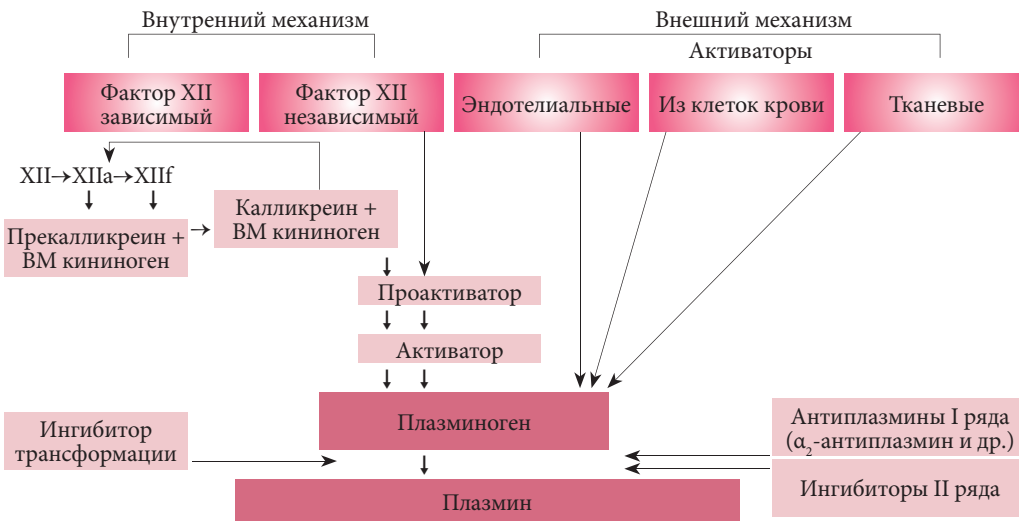 Внутренний механизм
Внешний механизм
Активаторы
Фактор XII
зависимый
Фактор XII
независимый
Эндотелиальные
Из клеток крови
Тканевые
XII→XIIa→XIIf
Прекалликреин +
ВМ кининоген
Калликреин +
ВМ кининоген
Проактиватор
Активатор
Плазминоген
Ингибитор
трансформации
Антиплазмины I ряда
(α₂-антиплазмин и др.)
Ингибиторы II ряда
Плазмин